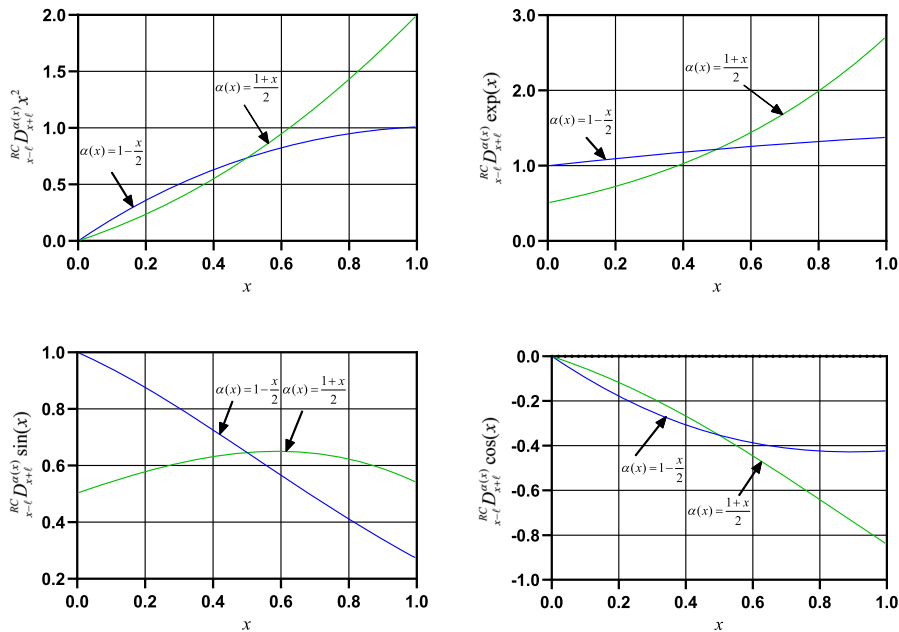 2.0
1.5
1.0
0.5
0.0
0.0 0.2 0.4 0.6 0.8 1.0
x
RC x−ℓ D α(x) x+ℓ x²
α(x)=(1+x)/2
α(x)=1−x/2
3.0
2.0
1.0
0.0
0.0 0.2 0.4 0.6 0.8 1.0
x
RC x−ℓ D α(x) x+ℓ exp(x)
α(x)=(1+x)/2
α(x)=1−x/2
1.0
0.8
0.6
0.4
0.2
0.0 0.2 0.4 0.6 0.8 1.0
x
RC x−ℓ D α(x) x+ℓ sin(x)
α(x)=1−x/2 α(x)=(1+x)/2
0.0
-0.2
-0.4
-0.6
-0.8
-1.0
0.0 0.2 0.4 0.6 0.8 1.0
x
RC x−ℓ D α(x) x+ℓ cos(x)
α(x)=1−x/2
α(x)=(1+x)/2